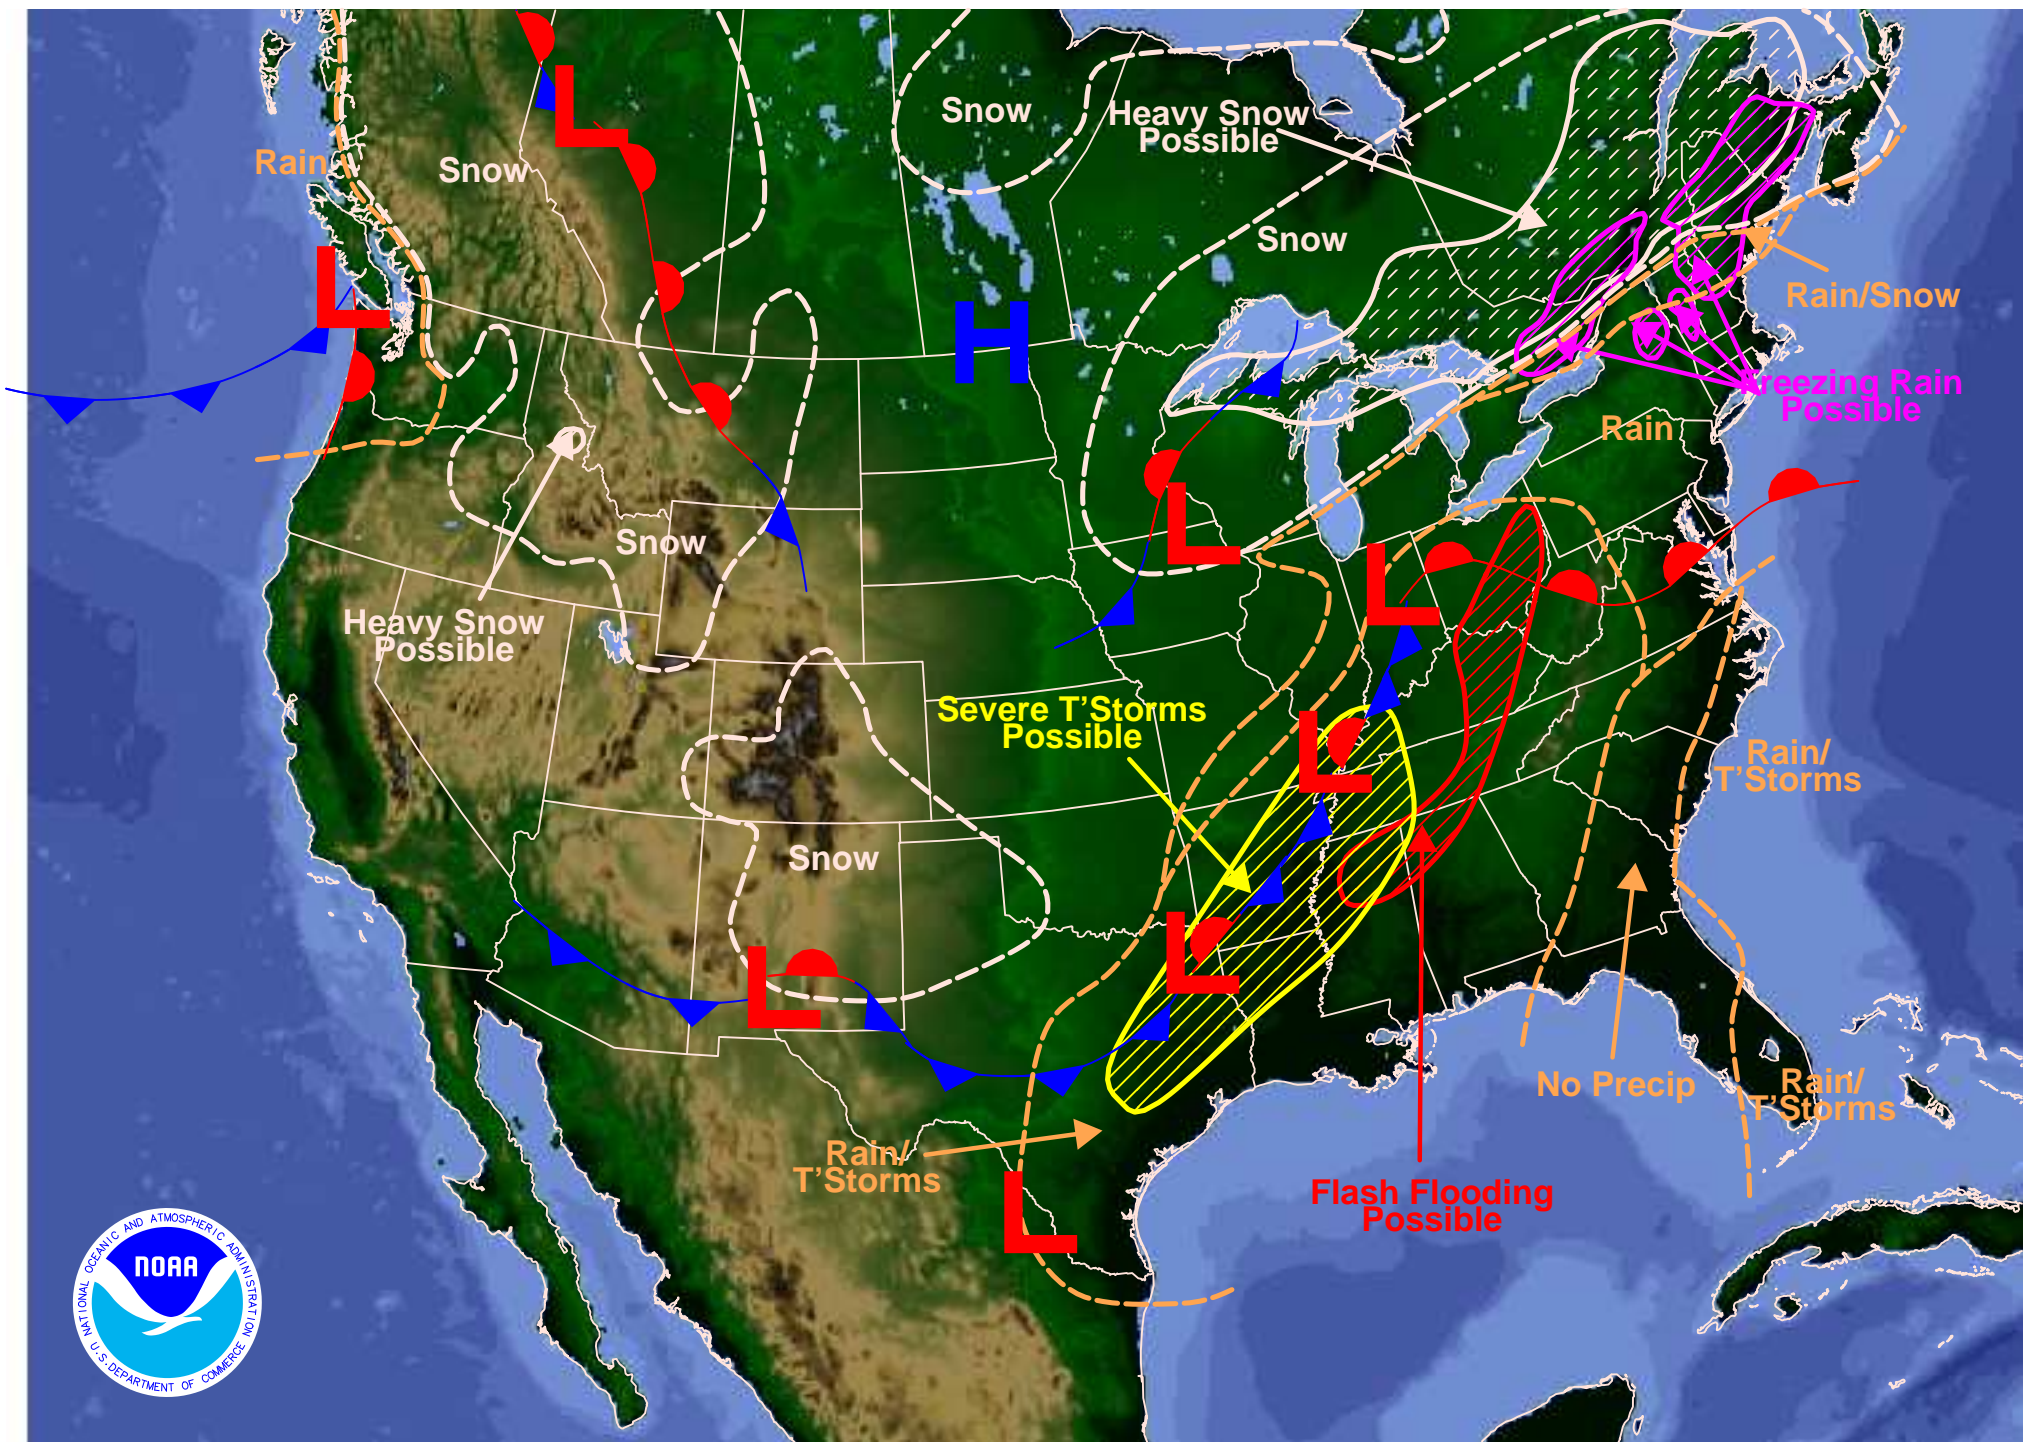 Snow
Heavy Snow
Possible
Rain
Snow
L
L
Snow
Rain/Snow
H
Freezing Rain
Possible
Rain
L
L
Snow
Heavy Snow
Possible
Severe T'Storms
Possible
L
Rain/
T'Storms
Snow
L
L
No Precip
Rain/
T'Storms
Rain/
T'Storms
L
Flash Flooding
Possible
NATIONAL OCEANIC AND ATMOSPHERIC ADMINISTRATION
NOAA
U.S. DEPARTMENT OF COMMERCE